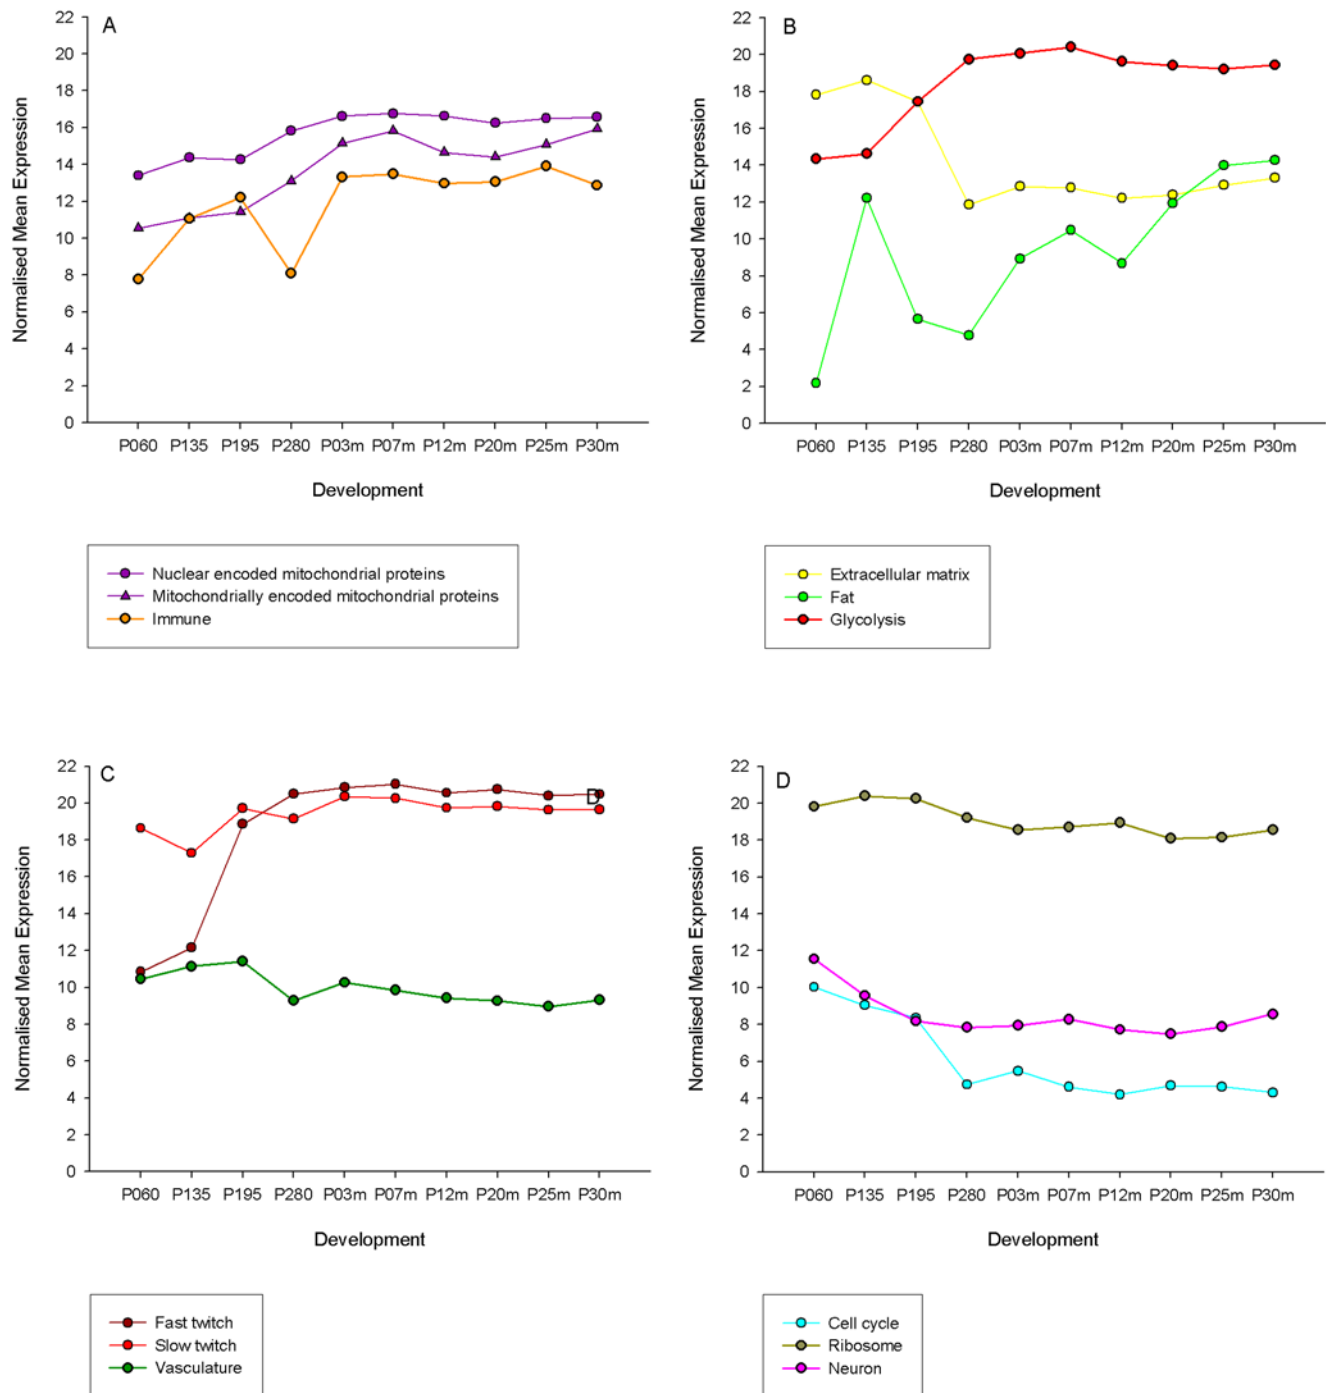 A
22
20
18
16
14
12
10
8
6
4
2
0
Normalised Mean Expression
P060 P135 P195 P280 P03m P07m P12m P20m P25m P30m
Development
Nuclear encoded mitochondrial proteins
Mitochondrially encoded mitochondrial proteins
Immune
B
22
20
18
16
14
12
10
8
6
4
2
0
Normalised Mean Expression
P060 P135 P195 P280 P03m P07m P12m P20m P25m P30m
Development
Extracellular matrix
Fat
Glycolysis
C
22
20
18
16
14
12
10
8
6
4
2
0
Normalised Mean Expression
D
P060 P135 P195 P280 P03m P07m P12m P20m P25m P30m
Development
Fast twitch
Slow twitch
Vasculature
D
22
20
18
16
14
12
10
8
6
4
2
0
Normalised Mean Expression
P060 P135 P195 P280 P03m P07m P12m P20m P25m P30m
Development
Cell cycle
Ribosome
Neuron